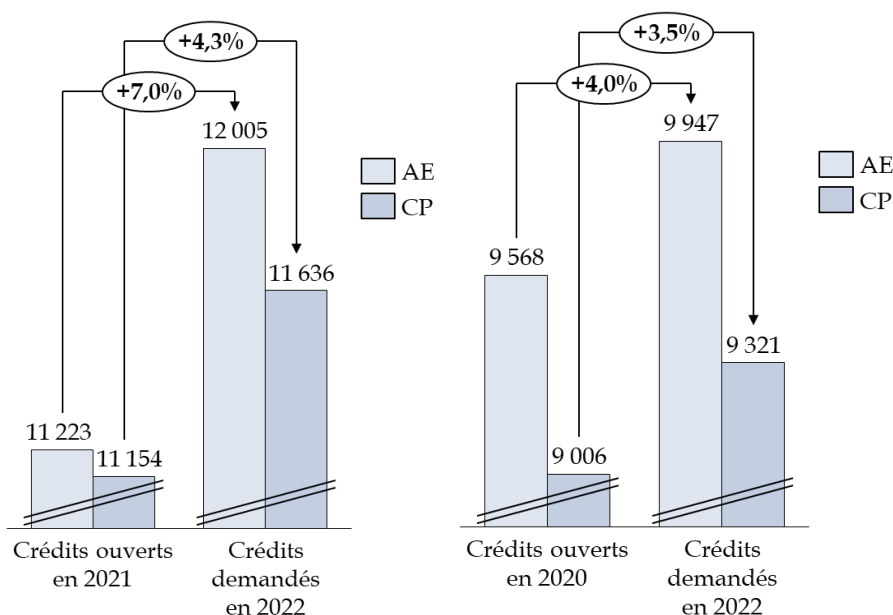 +4,3%
+7,0%
12 005
AE
CP
11 636
11 223
11 154
Crédits ouverts
en 2021
Crédits
demandés
en 2022
+3,5%
+4,0%
9 947
AE
CP
9 568
9 321
9 006
Crédits ouverts
en 2020
Crédits
demandés
en 2022